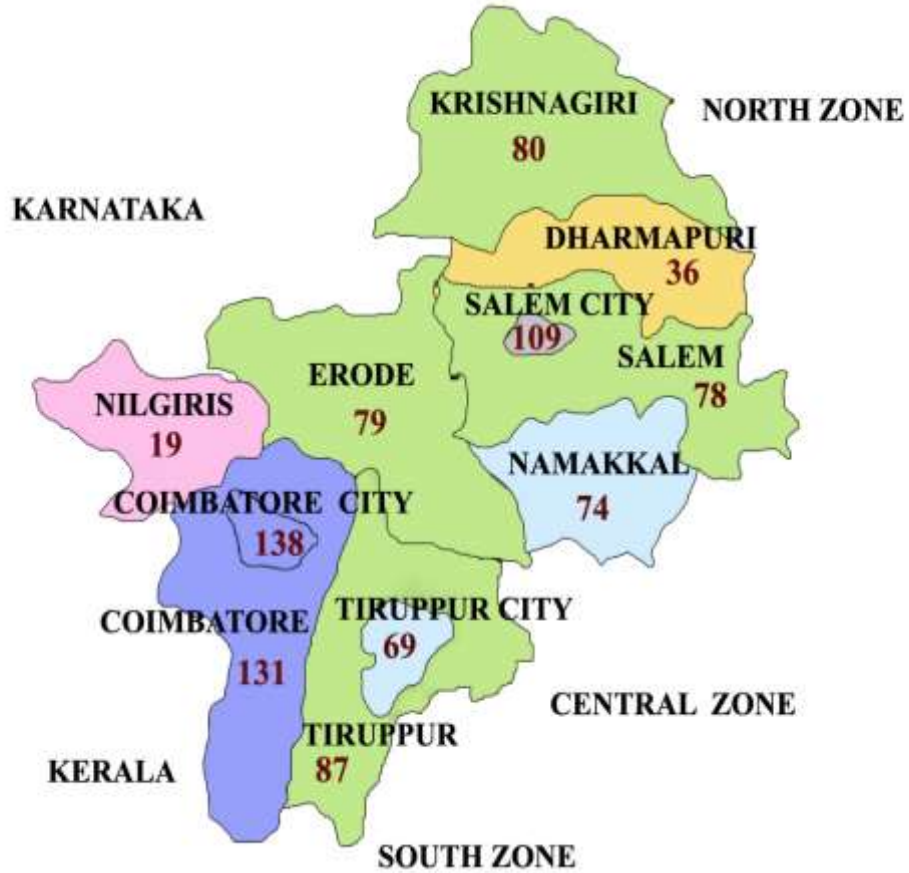 KRISHNAGIRI
80
NORTH ZONE
KARNATAKA
DHARMAPURI
36
SALEM CITY
109
SALEM
78
ERODE
79
NILGIRIS
19
NAMAKKAL
74
COIMBATORE CITY
138
TIRUPPUR CITY
69
COIMBATORE
131
CENTRAL ZONE
TIRUPPUR
87
KERALA
SOUTH ZONE